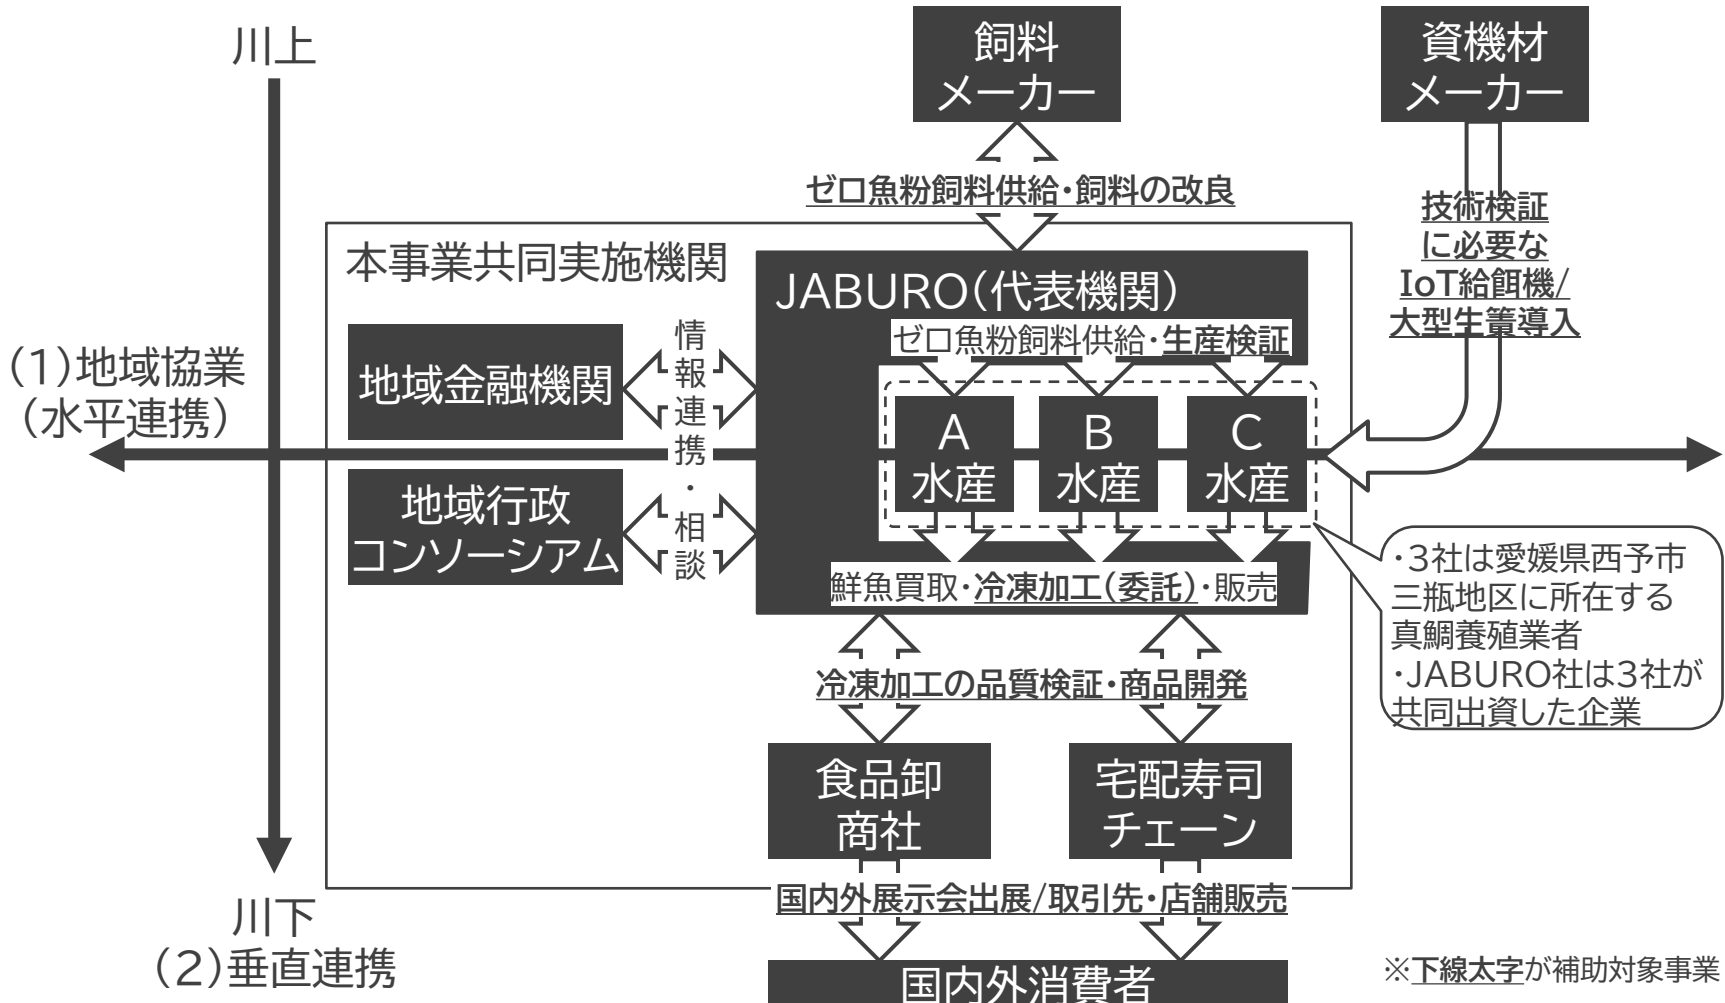 川上
飼料
メーカー
資機材
メーカー
ゼロ魚粉飼料供給・飼料の改良
技術検証
に必要な
IoT給餌機/
大型生簀導入
本事業共同実施機関
JABURO(代表機関)
ゼロ魚粉飼料供給・生産検証
地域金融機関
情報連携・相談
(1)地域協業
(水平連携)
A
水産
B
水産
C
水産
地域行政
コンソーシアム
鮮魚買取・冷凍加工(委託)・販売
・3社は愛媛県西予市
三瓶地区に所在する
真鯛養殖業者
・JABURO社は3社が
共同出資した企業
冷凍加工の品質検証・商品開発
食品卸
商社
宅配寿司
チェーン
国内外展示会出展/取引先・店舗販売
川下
(2)垂直連携
国内外消費者
※下線太字が補助対象事業